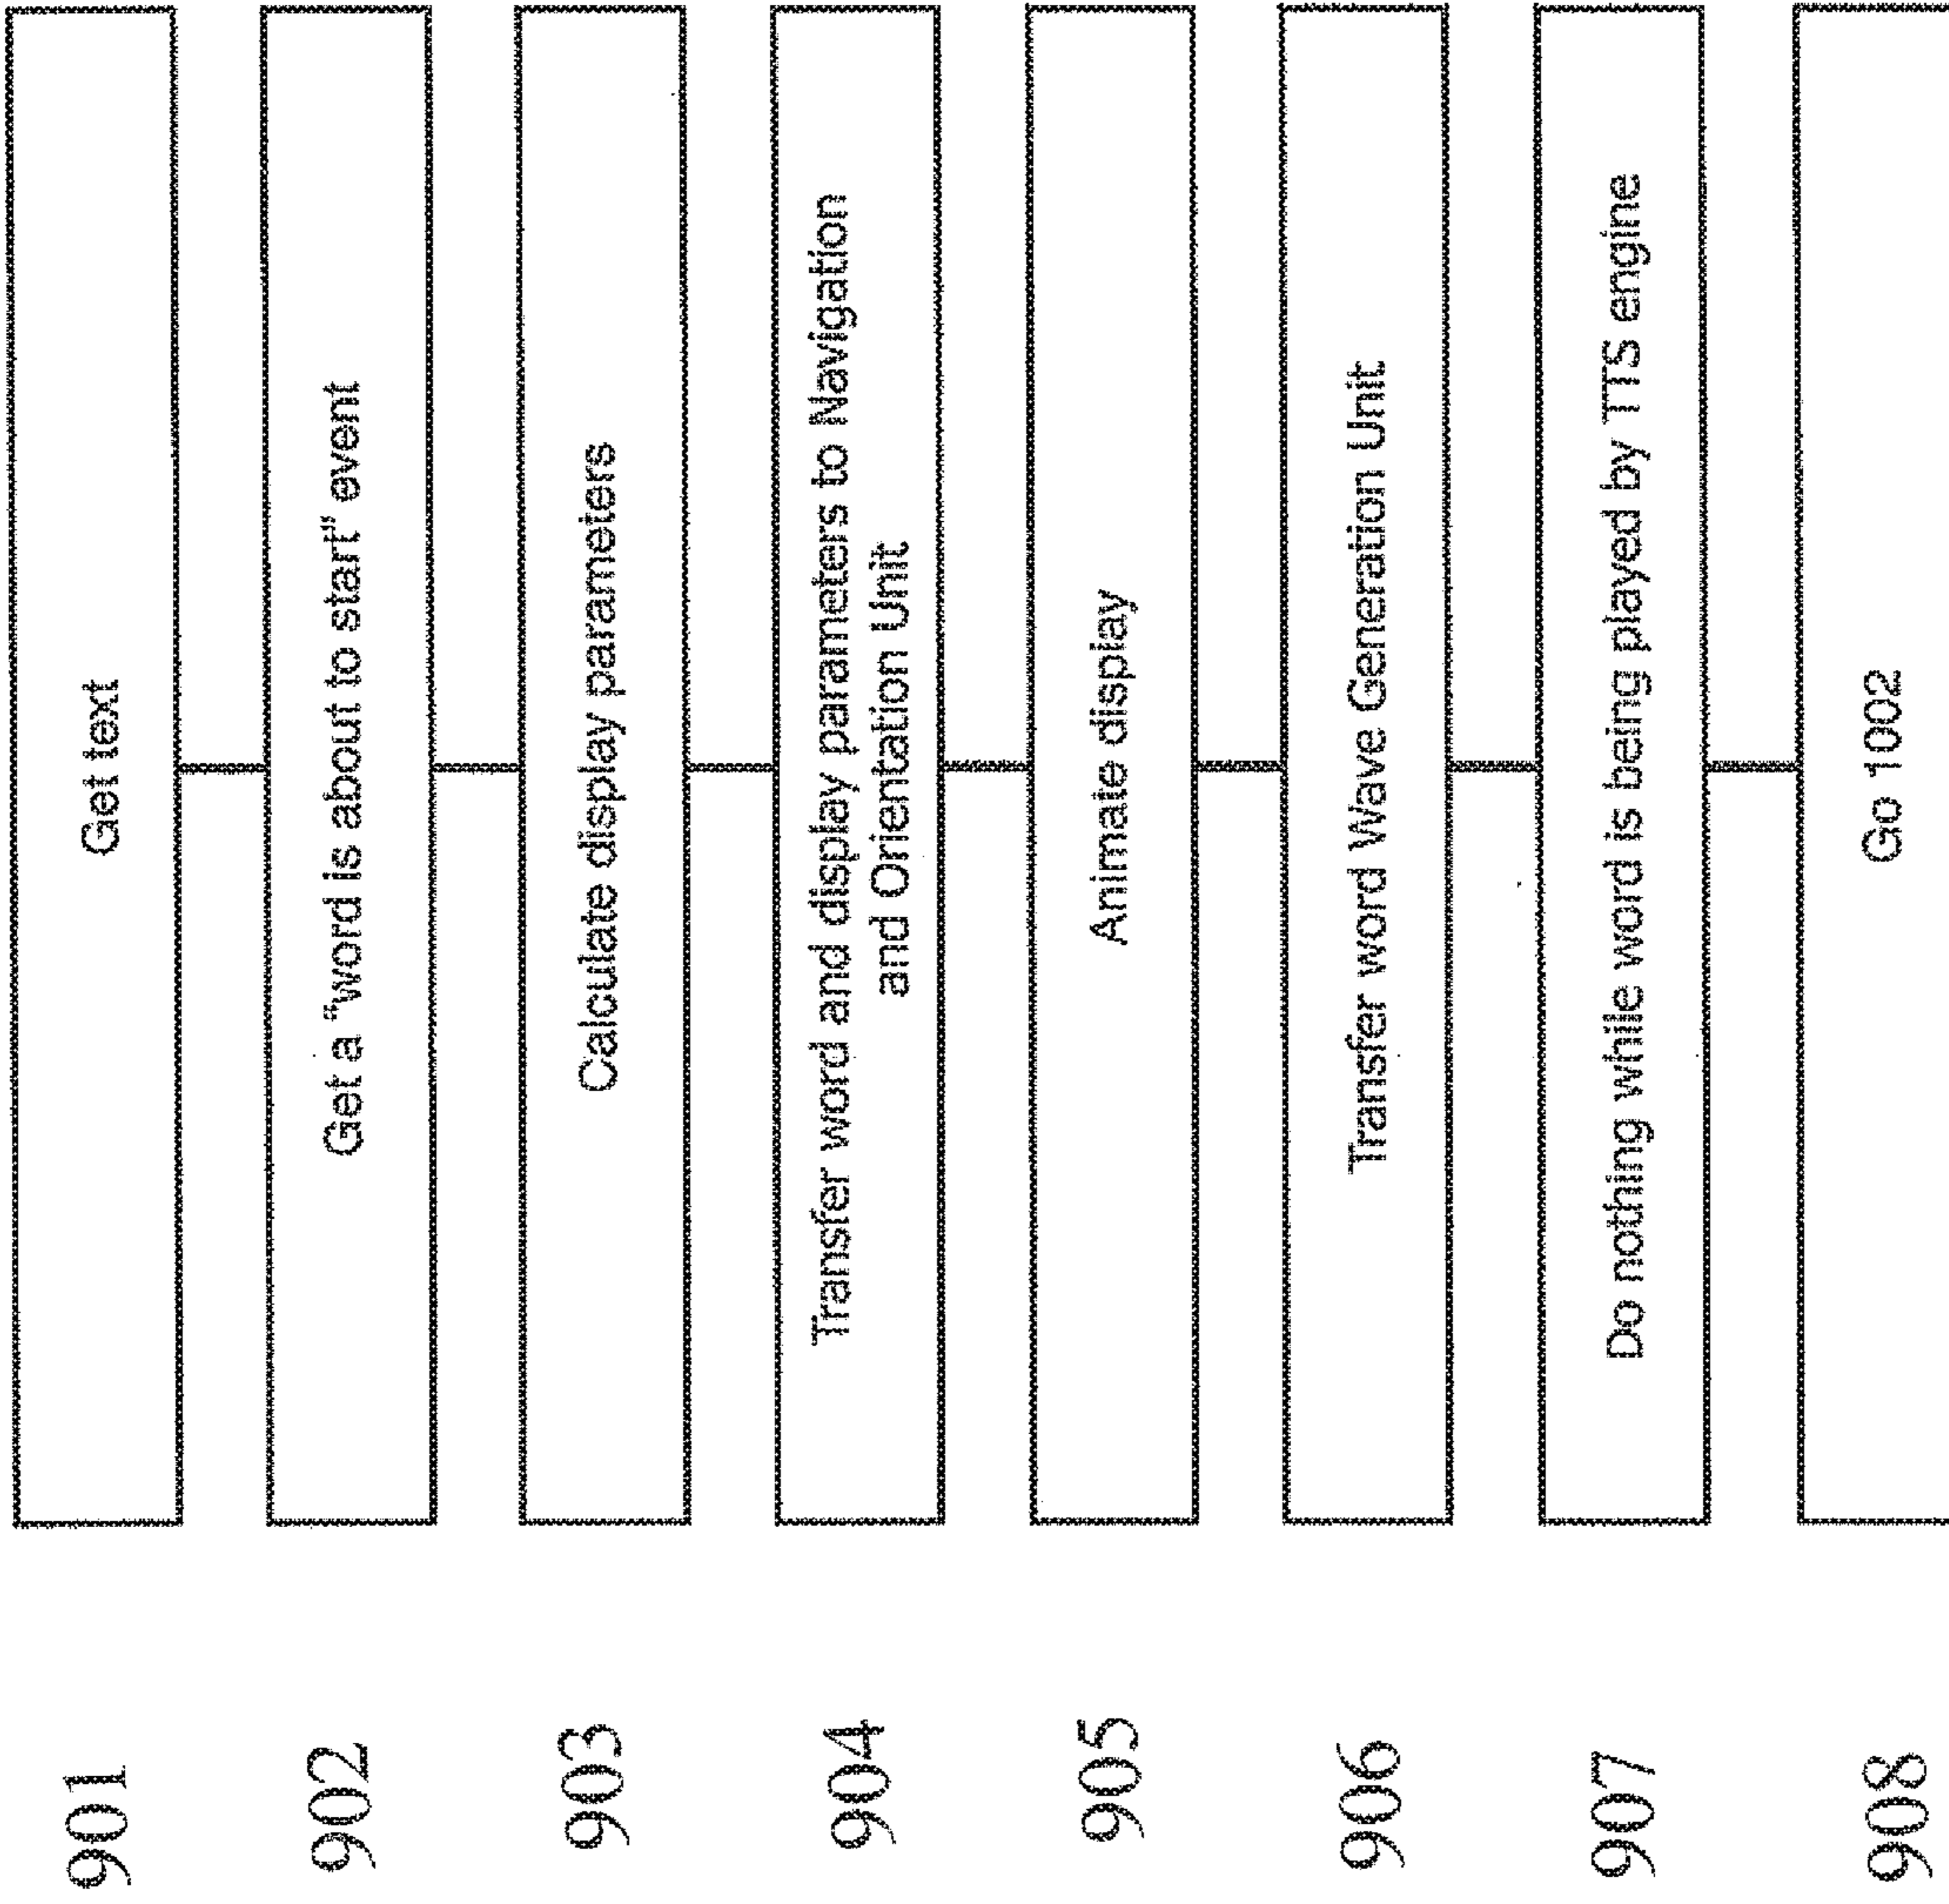 901 Get text
902 Get a "word is about to start" event
903 Calculate display parameters
904 Transfer word and display parameters to Navigation
and Orientation Unit
905 Animate display
906 Transfer word Wave Generation Unit
907 Do nothing while word is being played by TTS engine
908 Go 1002